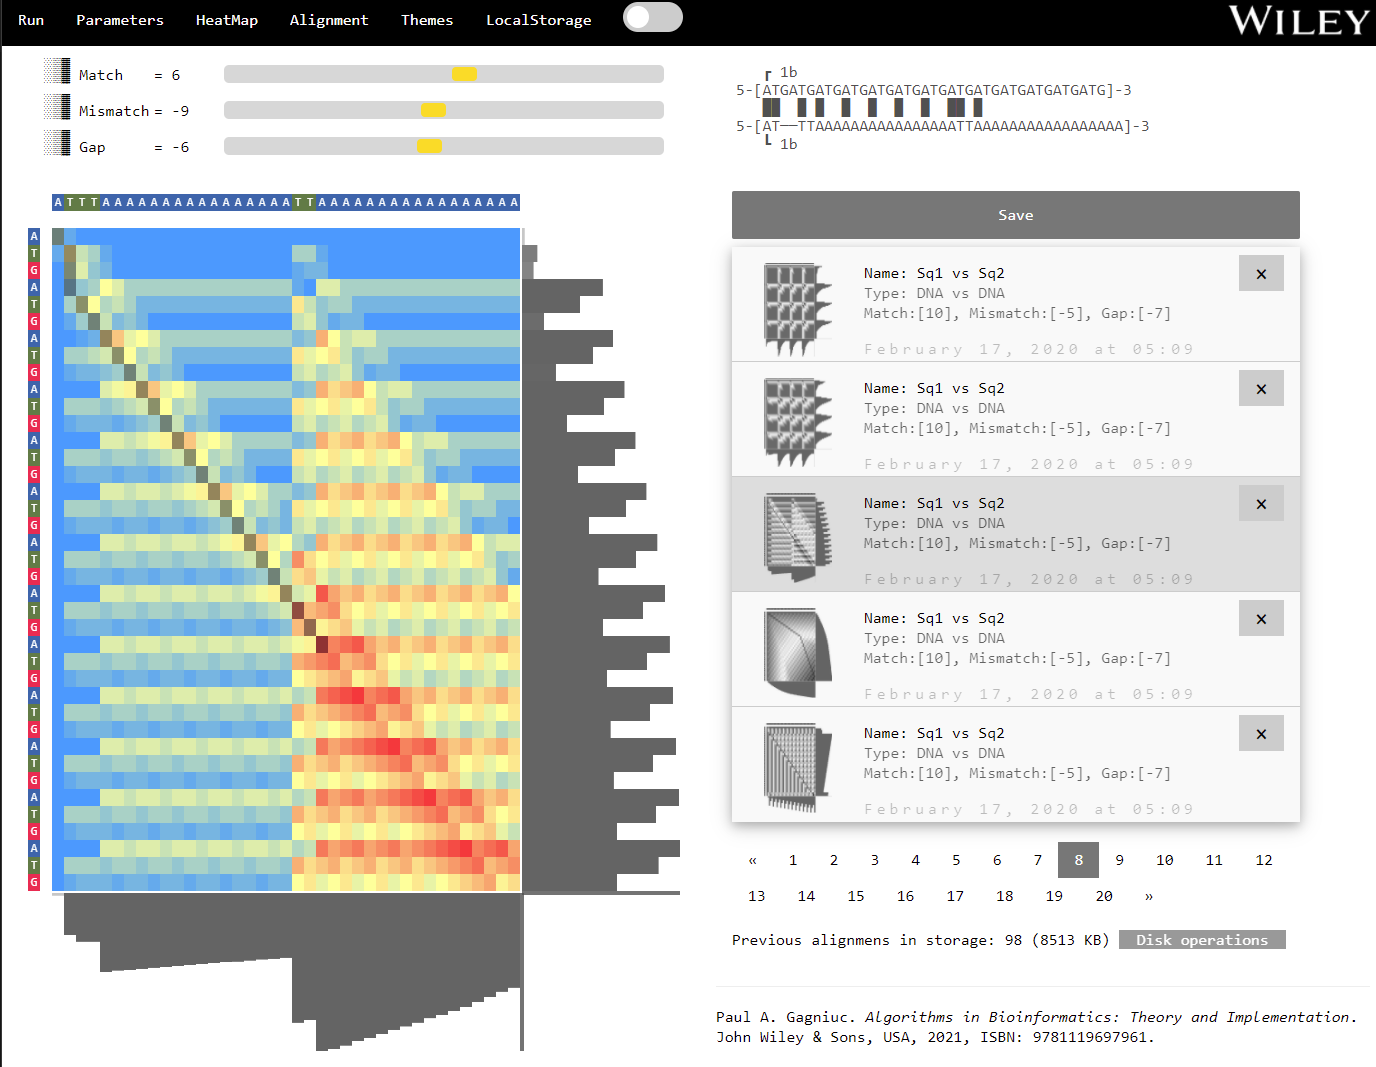 Run Parameters HeatMap Alignment Themes LocalStorage WILEY
Match = 6
Mismatch = -9
Gap = -6
┏ 1b
5-[ATGATGATGATGATGATGATGATGATGATGATGATGATG]-3
5-[AT──TTAAAAAAAAAAAAAAAATTAAAAAAAAAAAAAAAAA]-3
┗ 1b
A T T T A A A A A A A A A A A A A A A A T T A A A A A A A A A A A A A A A A A
A
T
G
A
T
G
A
T
G
A
T
G
A
T
G
A
T
G
A
T
G
A
T
G
A
T
G
A
T
G
A
T
G
A
T
G
A
T
G
Save
Name: Sq1 vs Sq2 ×
Type: DNA vs DNA
Match:[10], Mismatch:[-5], Gap:[-7]
February 17, 2020 at 05:09
Name: Sq1 vs Sq2 ×
Type: DNA vs DNA
Match:[10], Mismatch:[-5], Gap:[-7]
February 17, 2020 at 05:09
Name: Sq1 vs Sq2 ×
Type: DNA vs DNA
Match:[10], Mismatch:[-5], Gap:[-7]
February 17, 2020 at 05:09
Name: Sq1 vs Sq2 ×
Type: DNA vs DNA
Match:[10], Mismatch:[-5], Gap:[-7]
February 17, 2020 at 05:09
Name: Sq1 vs Sq2 ×
Type: DNA vs DNA
Match:[10], Mismatch:[-5], Gap:[-7]
February 17, 2020 at 05:09
« 1 2 3 4 5 6 7 8 9 10 11 12
13 14 15 16 17 18 19 20 »
Previous alignmens in storage: 98 (8513 KB) Disk operations
Paul A. Gagniuc. Algorithms in Bioinformatics: Theory and Implementation.
John Wiley & Sons, USA, 2021, ISBN: 9781119697961.